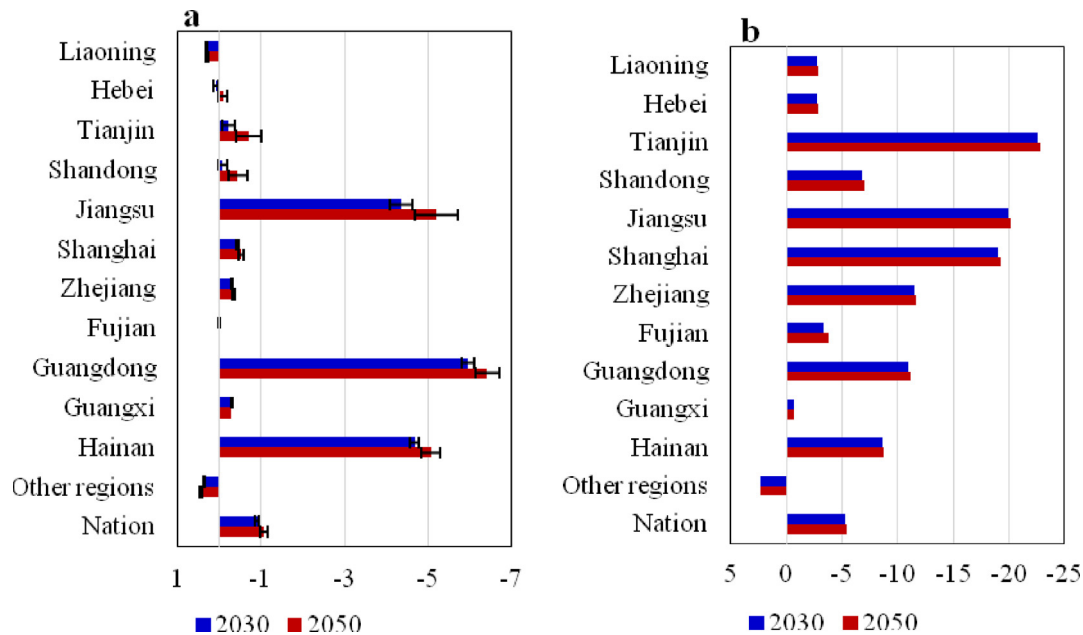 a
Liaoning
Hebei
Tianjin
Shandong
Jiangsu
Shanghai
Zhejiang
Fujian
Guangdong
Guangxi
Hainan
Other regions
Nation
1 -1 -3 -5 -7
2030 2050
b
Liaoning
Hebei
Tianjin
Shandong
Jiangsu
Shanghai
Zhejiang
Fujian
Guangdong
Guangxi
Hainan
Other regions
Nation
5 0 -5 -10 -15 -20 -25
2030 2050